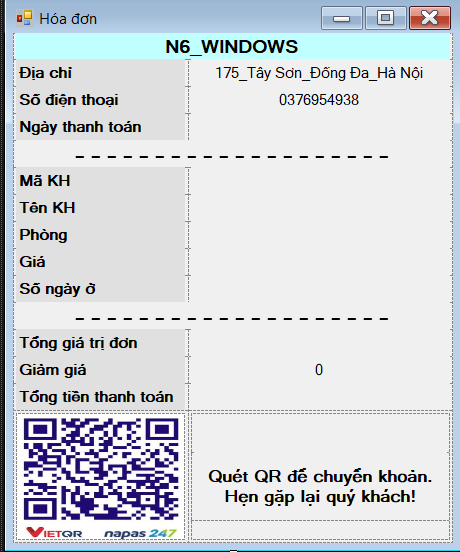 Hóa đơn
N6_WINDOWS
Địa chỉ 175_Tây Sơn_Đống Đa_Hà Nội
Số điện thoại 0376954938
Ngày thanh toán
- - - - - - - - - - - - - - - - - - - -
Mã KH
Tên KH
Phòng
Giá
Số ngày ở
- - - - - - - - - - - - - - - - - - - -
Tổng giá trị đơn
Giảm giá 0
Tổng tiền thanh toán
Quét QR để chuyển khoản.
Hẹn gặp lại quý khách!
VIETQR napas 247